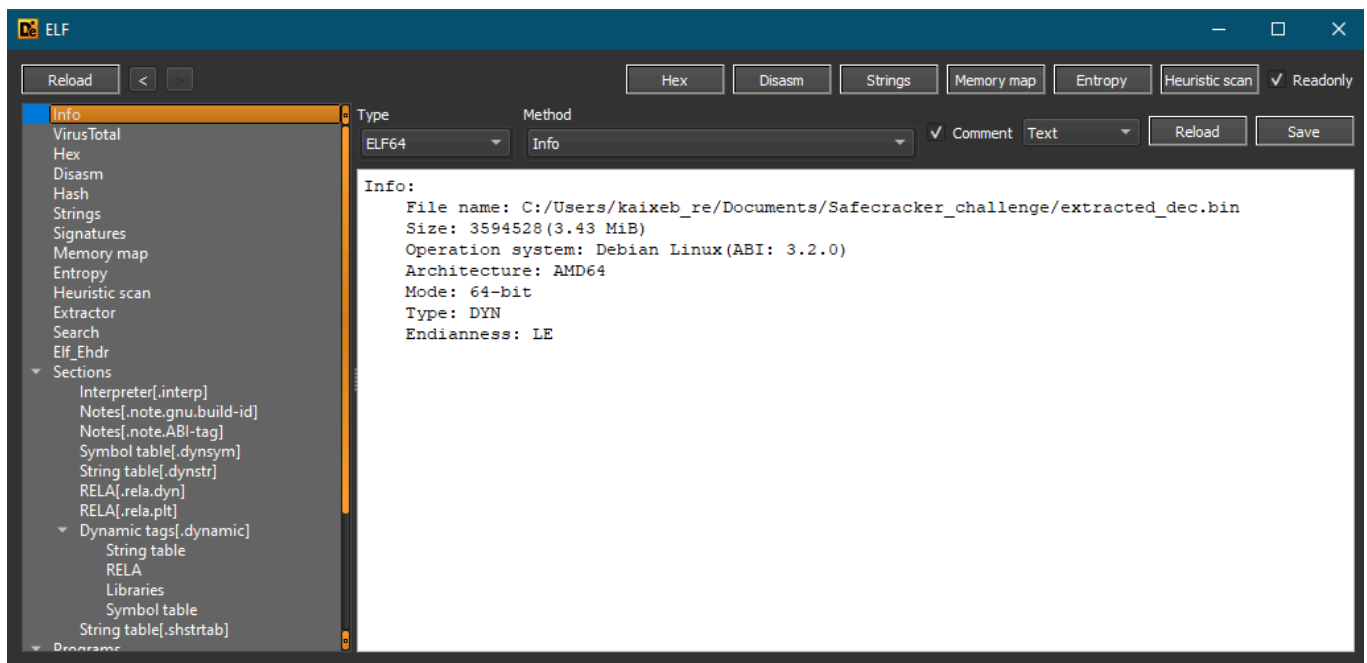 ELF
Reload < >
Hex Disasm Strings Memory map Entropy Heuristic scan Readonly
Info
VirusTotal
Hex
Disasm
Hash
Strings
Signatures
Memory map
Entropy
Heuristic scan
Extractor
Search
Elf_Ehdr
Sections
Interpreter[.interp]
Notes[.note.gnu.build-id]
Notes[.note.ABI-tag]
Symbol table[.dynsym]
String table[.dynstr]
RELA[.rela.dyn]
RELA[.rela.plt]
Dynamic tags[.dynamic]
String table
RELA
Libraries
Symbol table
String table[.shstrtab]
Programs
Type Method
ELF64 Info Comment Text Reload Save
Info:
File name: C:/Users/kaixeb_re/Documents/Safecracker_challenge/extracted_dec.bin
Size: 3594528(3.43 MiB)
Operation system: Debian Linux(ABI: 3.2.0)
Architecture: AMD64
Mode: 64-bit
Type: DYN
Endianness: LE